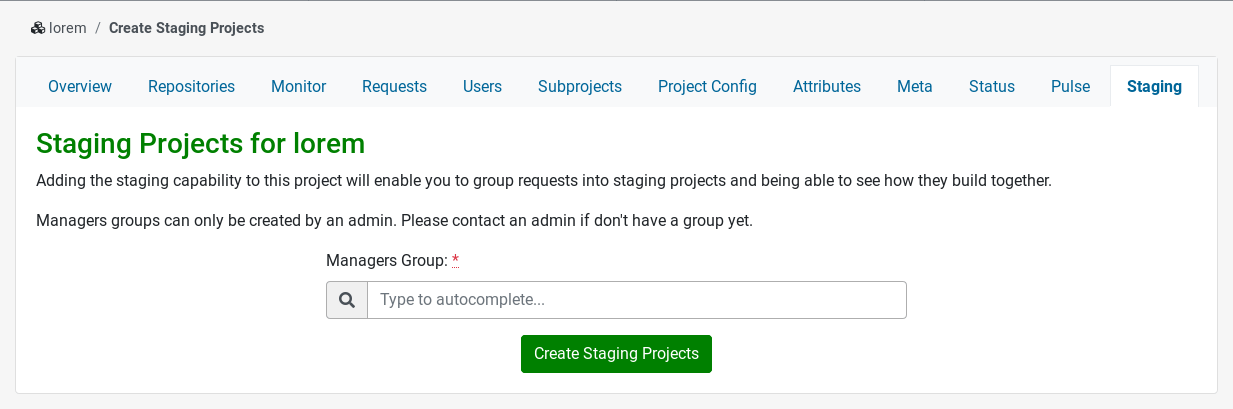 lorem / Create Staging Projects
Overview Repositories Monitor Requests Users Subprojects Project Config Attributes Meta Status Pulse Staging
Staging Projects for lorem
Adding the staging capability to this project will enable you to group requests into staging projects and being able to see how they build together.
Managers groups can only be created by an admin. Please contact an admin if don't have a group yet.
Managers Group: *
Type to autocomplete...
Create Staging Projects